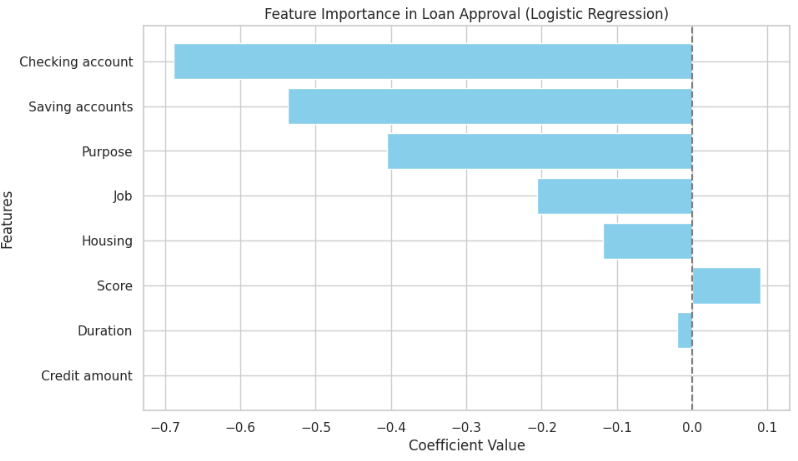 Feature Importance in Loan Approval (Logistic Regression)
Features
Checking account
Saving accounts
Purpose
Job
Housing
Score
Duration
Credit amount
−0.7 −0.6 −0.5 −0.4 −0.3 −0.2 −0.1 0.0 0.1
Coefficient Value